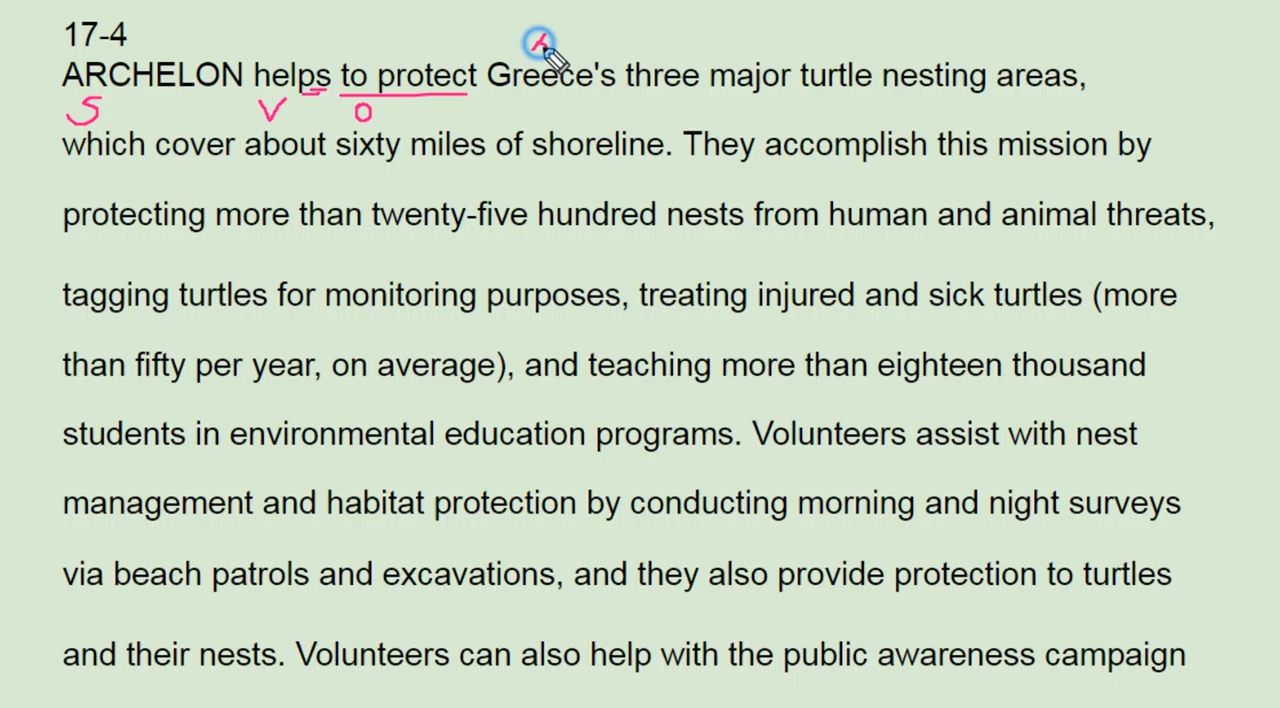 17-4
ARCHELON helps to protect Greece's three major turtle nesting areas,
S V O
which cover about sixty miles of shoreline. They accomplish this mission by
protecting more than twenty-five hundred nests from human and animal threats,
tagging turtles for monitoring purposes, treating injured and sick turtles (more
than fifty per year, on average), and teaching more than eighteen thousand
students in environmental education programs. Volunteers assist with nest
management and habitat protection by conducting morning and night surveys
via beach patrols and excavations, and they also provide protection to turtles
and their nests. Volunteers can also help with the public awareness campaign